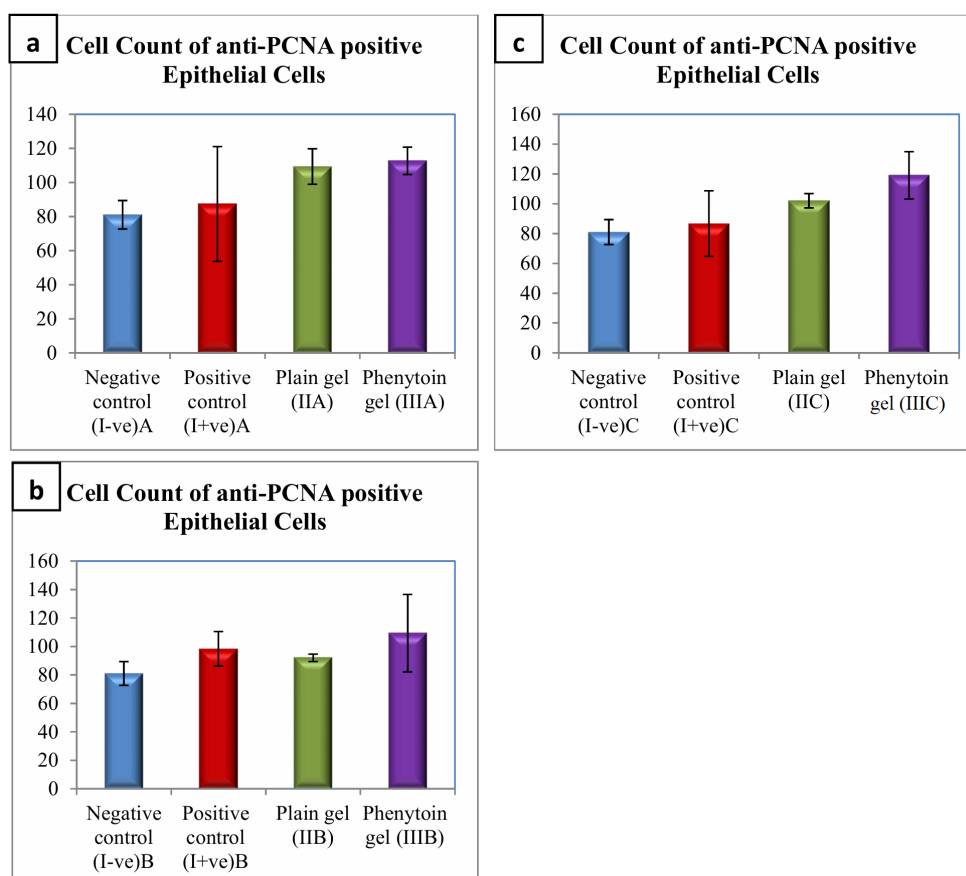 a
Cell Count of anti-PCNA positive
Epithelial Cells
140
120
100
80
60
40
20
0
Negative control (I-ve)A
Positive control (I+ve)A
Plain gel (IIA)
Phenytoin gel (IIIA)
c
Cell Count of anti-PCNA positive
Epithelial Cells
160
140
120
100
80
60
40
20
0
Negative control (I-ve)C
Positive control (I+ve)C
Plain gel (IIC)
Phenytoin gel (IIIC)
b
Cell Count of anti-PCNA positive
Epithelial Cells
160
140
120
100
80
60
40
20
0
Negative control (I-ve)B
Positive control (I+ve)B
Plain gel (IIB)
Phenytoin gel (IIIB)